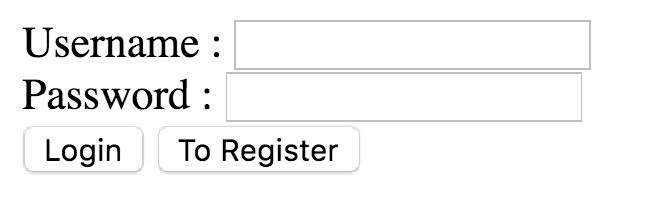 Username :
Password :
Login To Register